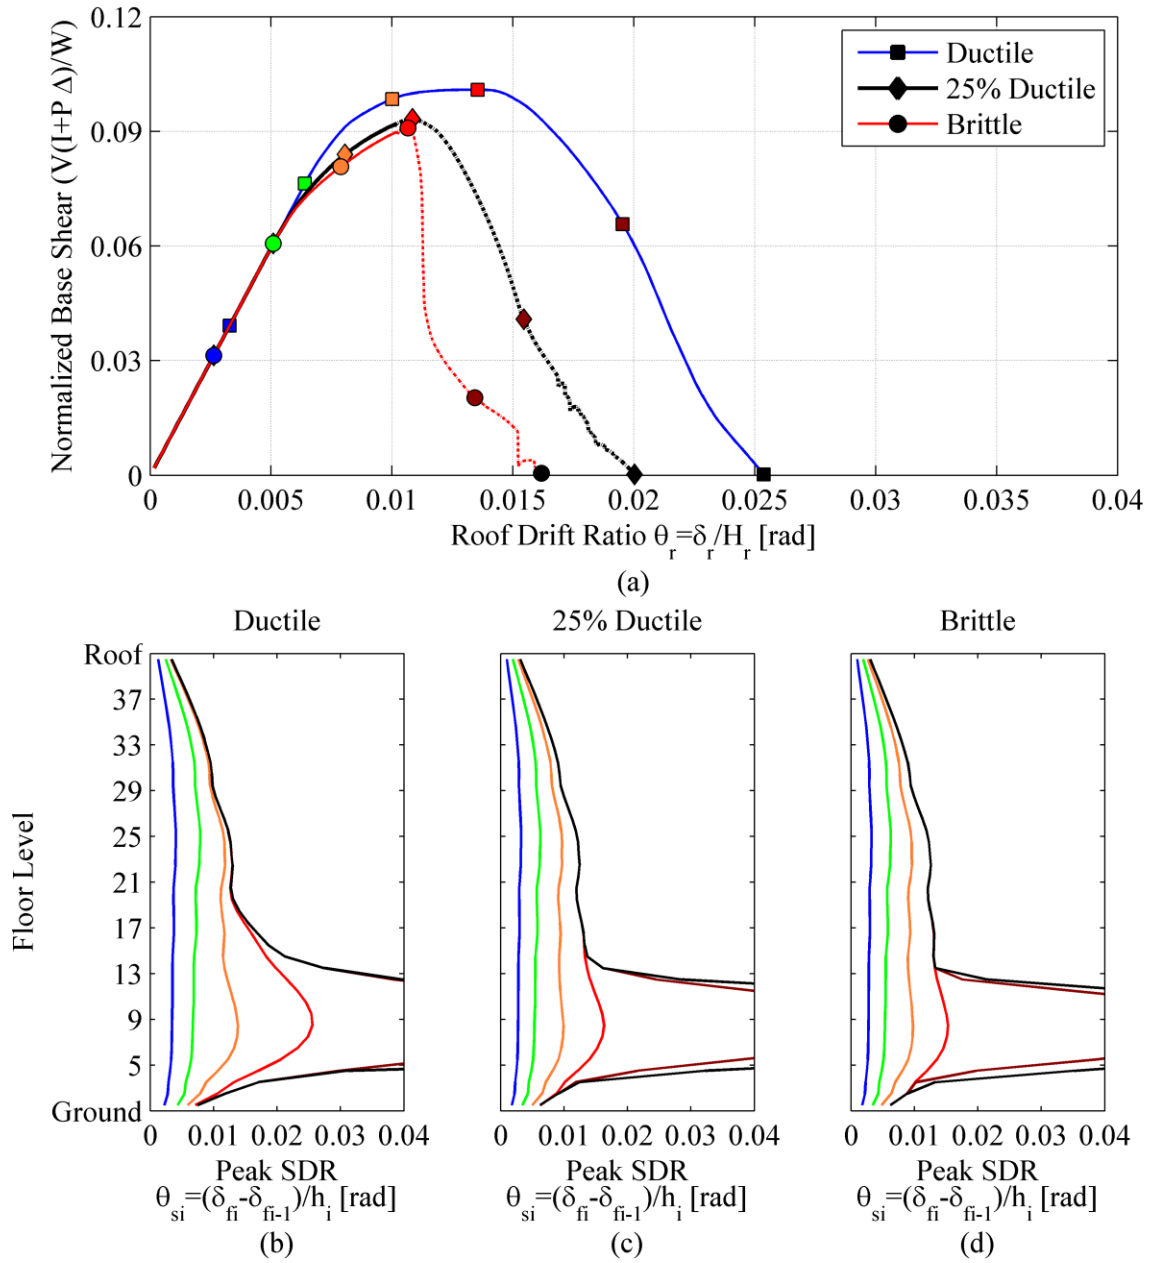 0.12
0.09
0.06
0.03
0
Normalized Base Shear (V(I+P Δ)/W)
Ductile
25% Ductile
Brittle
0 0.005 0.01 0.015 0.02 0.025 0.03 0.035 0.04
Roof Drift Ratio θr=δr/Hr [rad]
(a)
Ductile 25% Ductile Brittle
Roof
37
33
29
25
21
17
13
9
5
Ground
Floor Level
0 0.01 0.02 0.03 0.04 0 0.01 0.02 0.03 0.04 0 0.01 0.02 0.03 0.04
Peak SDR Peak SDR Peak SDR
θsi=(δfi-δfi-1)/hi [rad] θsi=(δfi-δfi-1)/hi [rad] θsi=(δfi-δfi-1)/hi [rad]
(b) (c) (d)